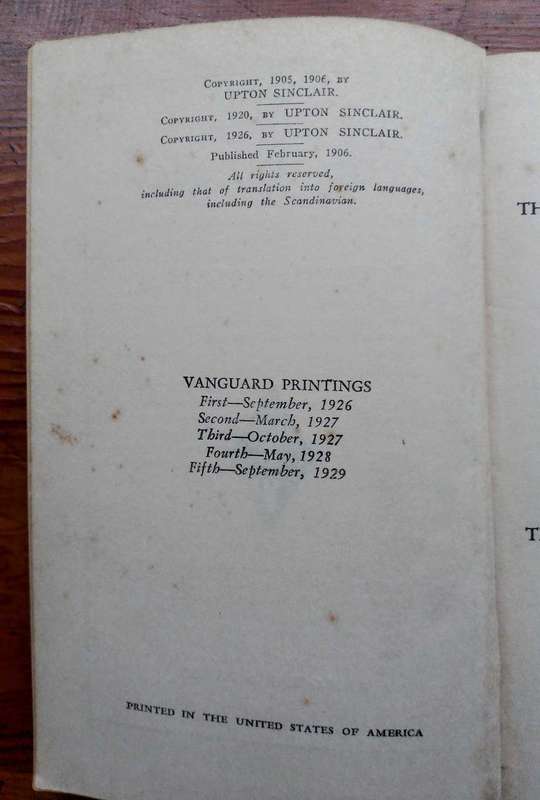 COPYRIGHT, 1905, 1906, BY
UPTON SINCLAIR.
COPYRIGHT, 1920, BY UPTON SINCLAIR.
COPYRIGHT, 1926, BY UPTON SINCLAIR.
Published February, 1906.
All rights reserved,
including that of translation into foreign languages,
including the Scandinavian.
VANGUARD PRINTINGS
First—September, 1926
Second—March, 1927
Third—October, 1927
Fourth—May, 1928
Fifth—September, 1929
PRINTED IN THE UNITED STATES OF AMERICA
TH
T